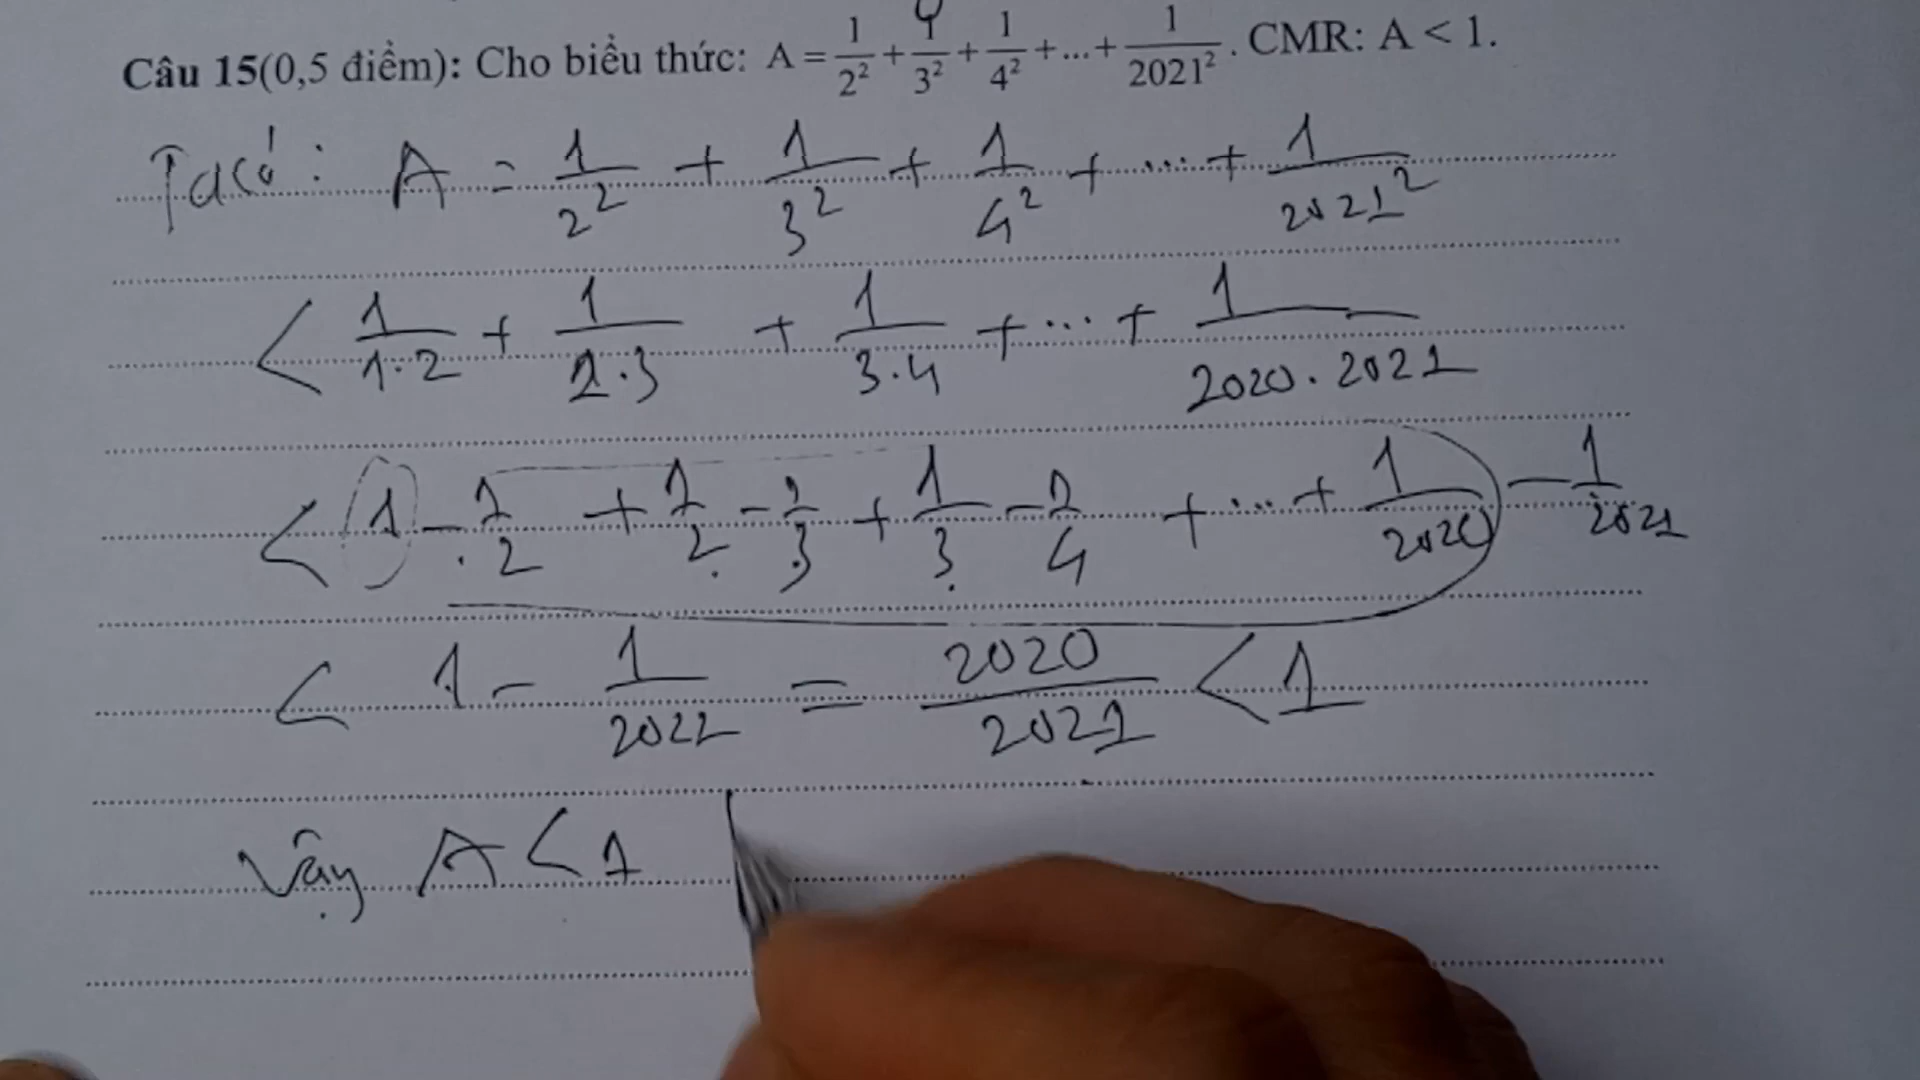 Câu 15(0,5 điểm): Cho biểu thức: A = 1/2² + 1/3² + 1/4² + ... + 1/2021². CMR: A < 1.
Ta có: A = 1/2² + 1/3² + 1/4² + ... + 1/2021²
< 1/1·2 + 1/2·3 + 1/3·4 + ... + 1/2020.2021
< 1 - 1/2 + 1/2 - 1/3 + 1/3 - 1/4 + ... + 1/2020 - 1/2021
< 1 - 1/2022 = 2020/2021 < 1
Vậy A < 1